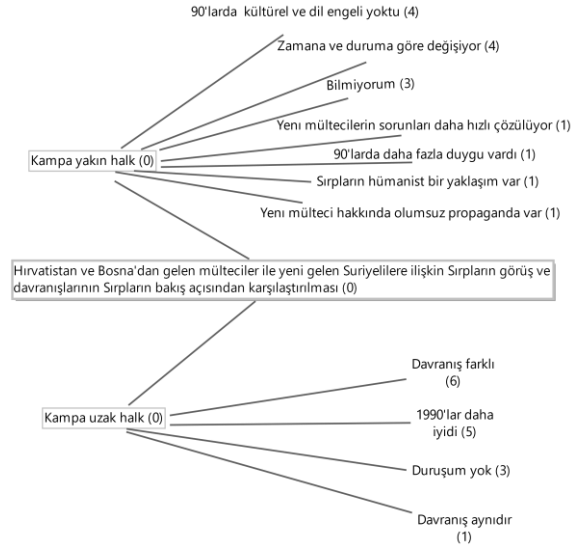 90'larda kültürel ve dil engeli yoktu (4)
Zamana ve duruma göre değişiyor (4)
Bilmiyorum (3)
Yenı mültecilerin sorunları daha hızlı çözülüyor (1)
Kampa yakın halk (0)
90'larda daha fazla duygu vardı (1)
Sırpların hümanist bir yaklaşım var (1)
Yenı mülteci hakkında olumsuz propaganda var (1)
Hırvatistan ve Bosna'dan gelen mülteciler ile yeni gelen Suriyelilere ilişkin Sırpların görüş ve
davranışlarının Sırpların bakış açısından karşılaştırılması (0)
Davranış farklı
(6)
Kampa uzak halk (0)
1990'lar daha
iyidi (5)
Duruşum yok (3)
Davranış aynıdır
(1)